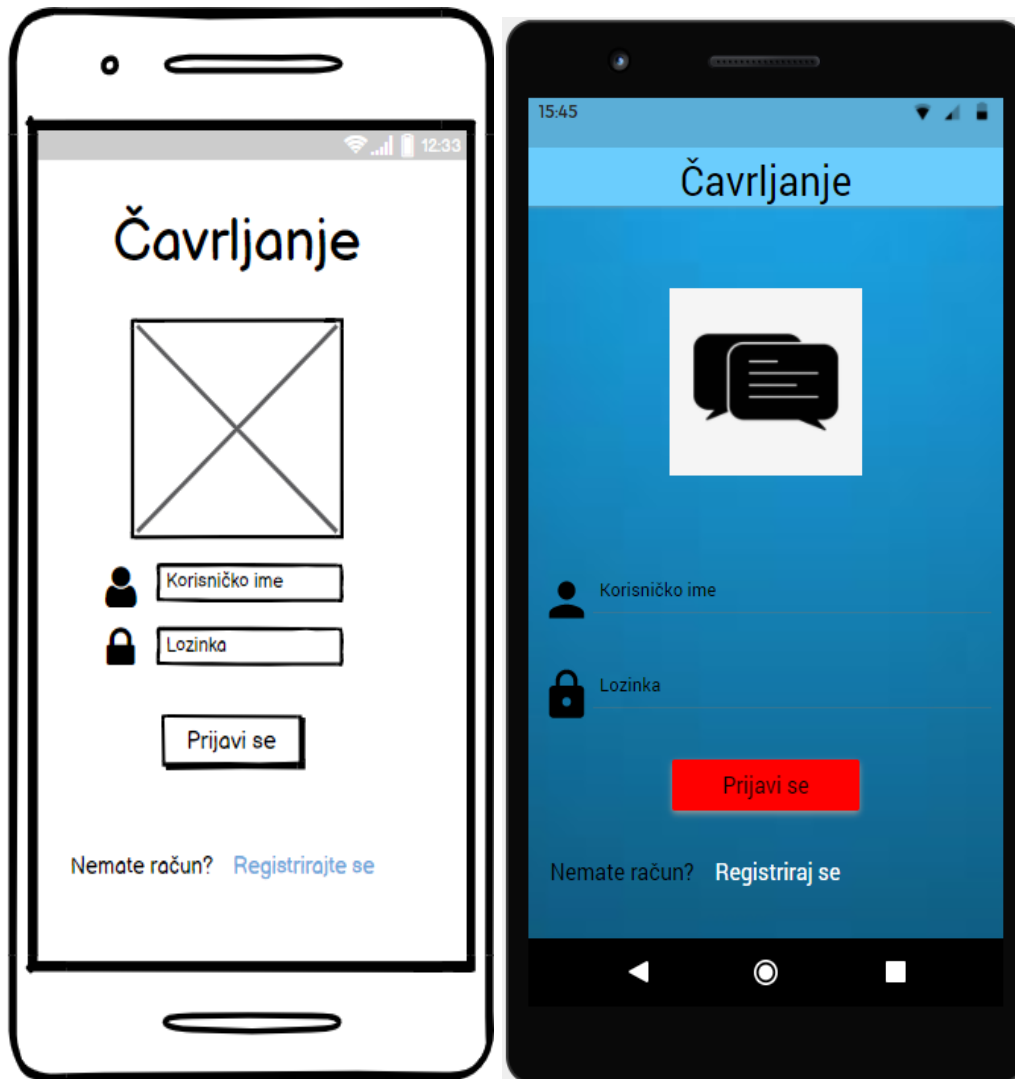 12:33
Čavrljanje
Korisničko ime
Lozinka
Prijavi se
Nemate račun? Registrirajte se
15:45
Čavrljanje
Korisničko ime
Lozinka
Prijavi se
Nemate račun? Registriraj se